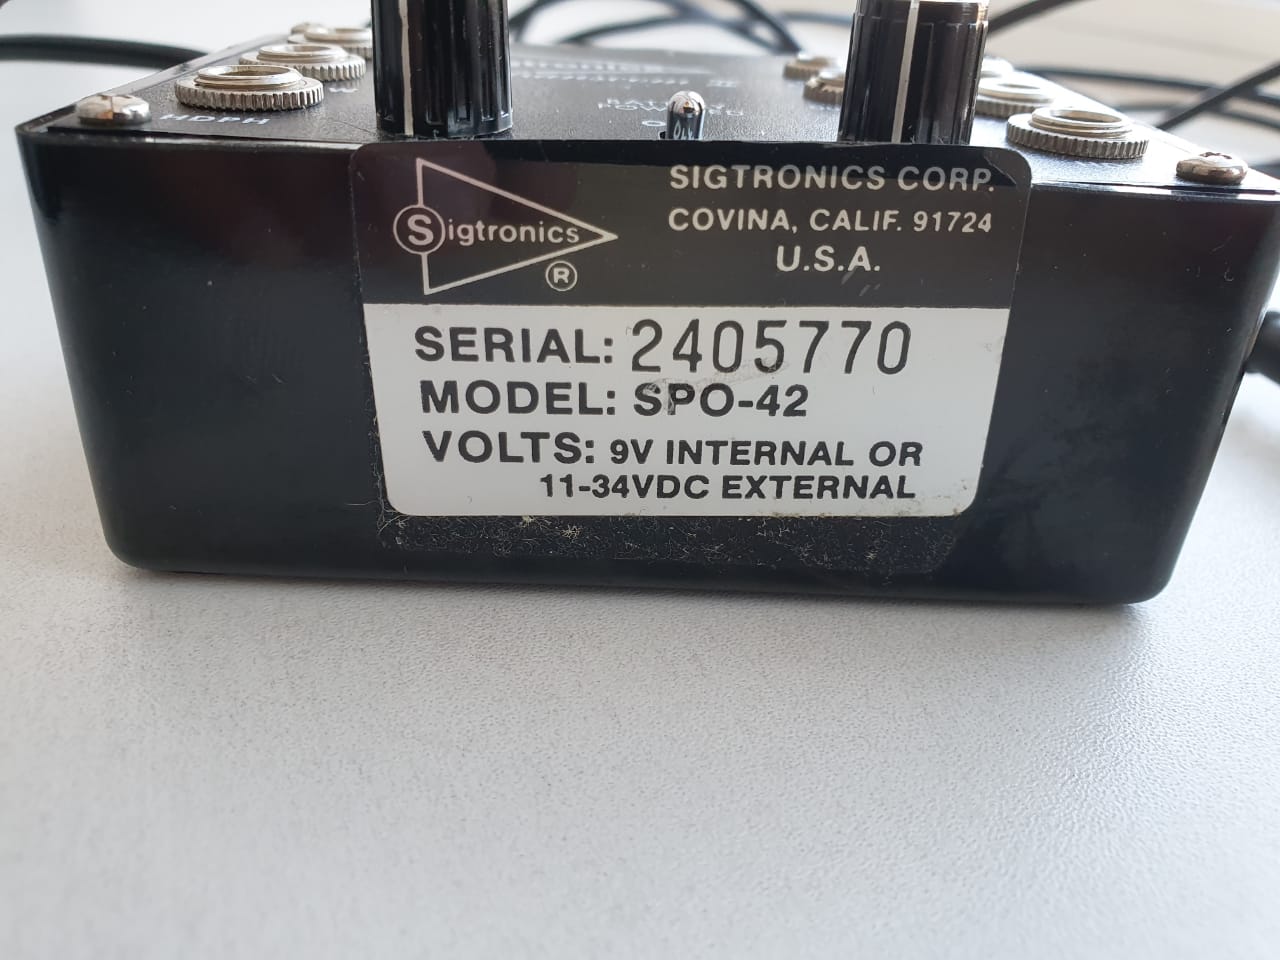 HDPH
Sigtronics
®
SIGTRONICS CORP.
COVINA, CALIF. 91724
U.S.A.
SERIAL: 2405770
MODEL: SPO-42
VOLTS: 9V INTERNAL OR
11-34VDC EXTERNAL